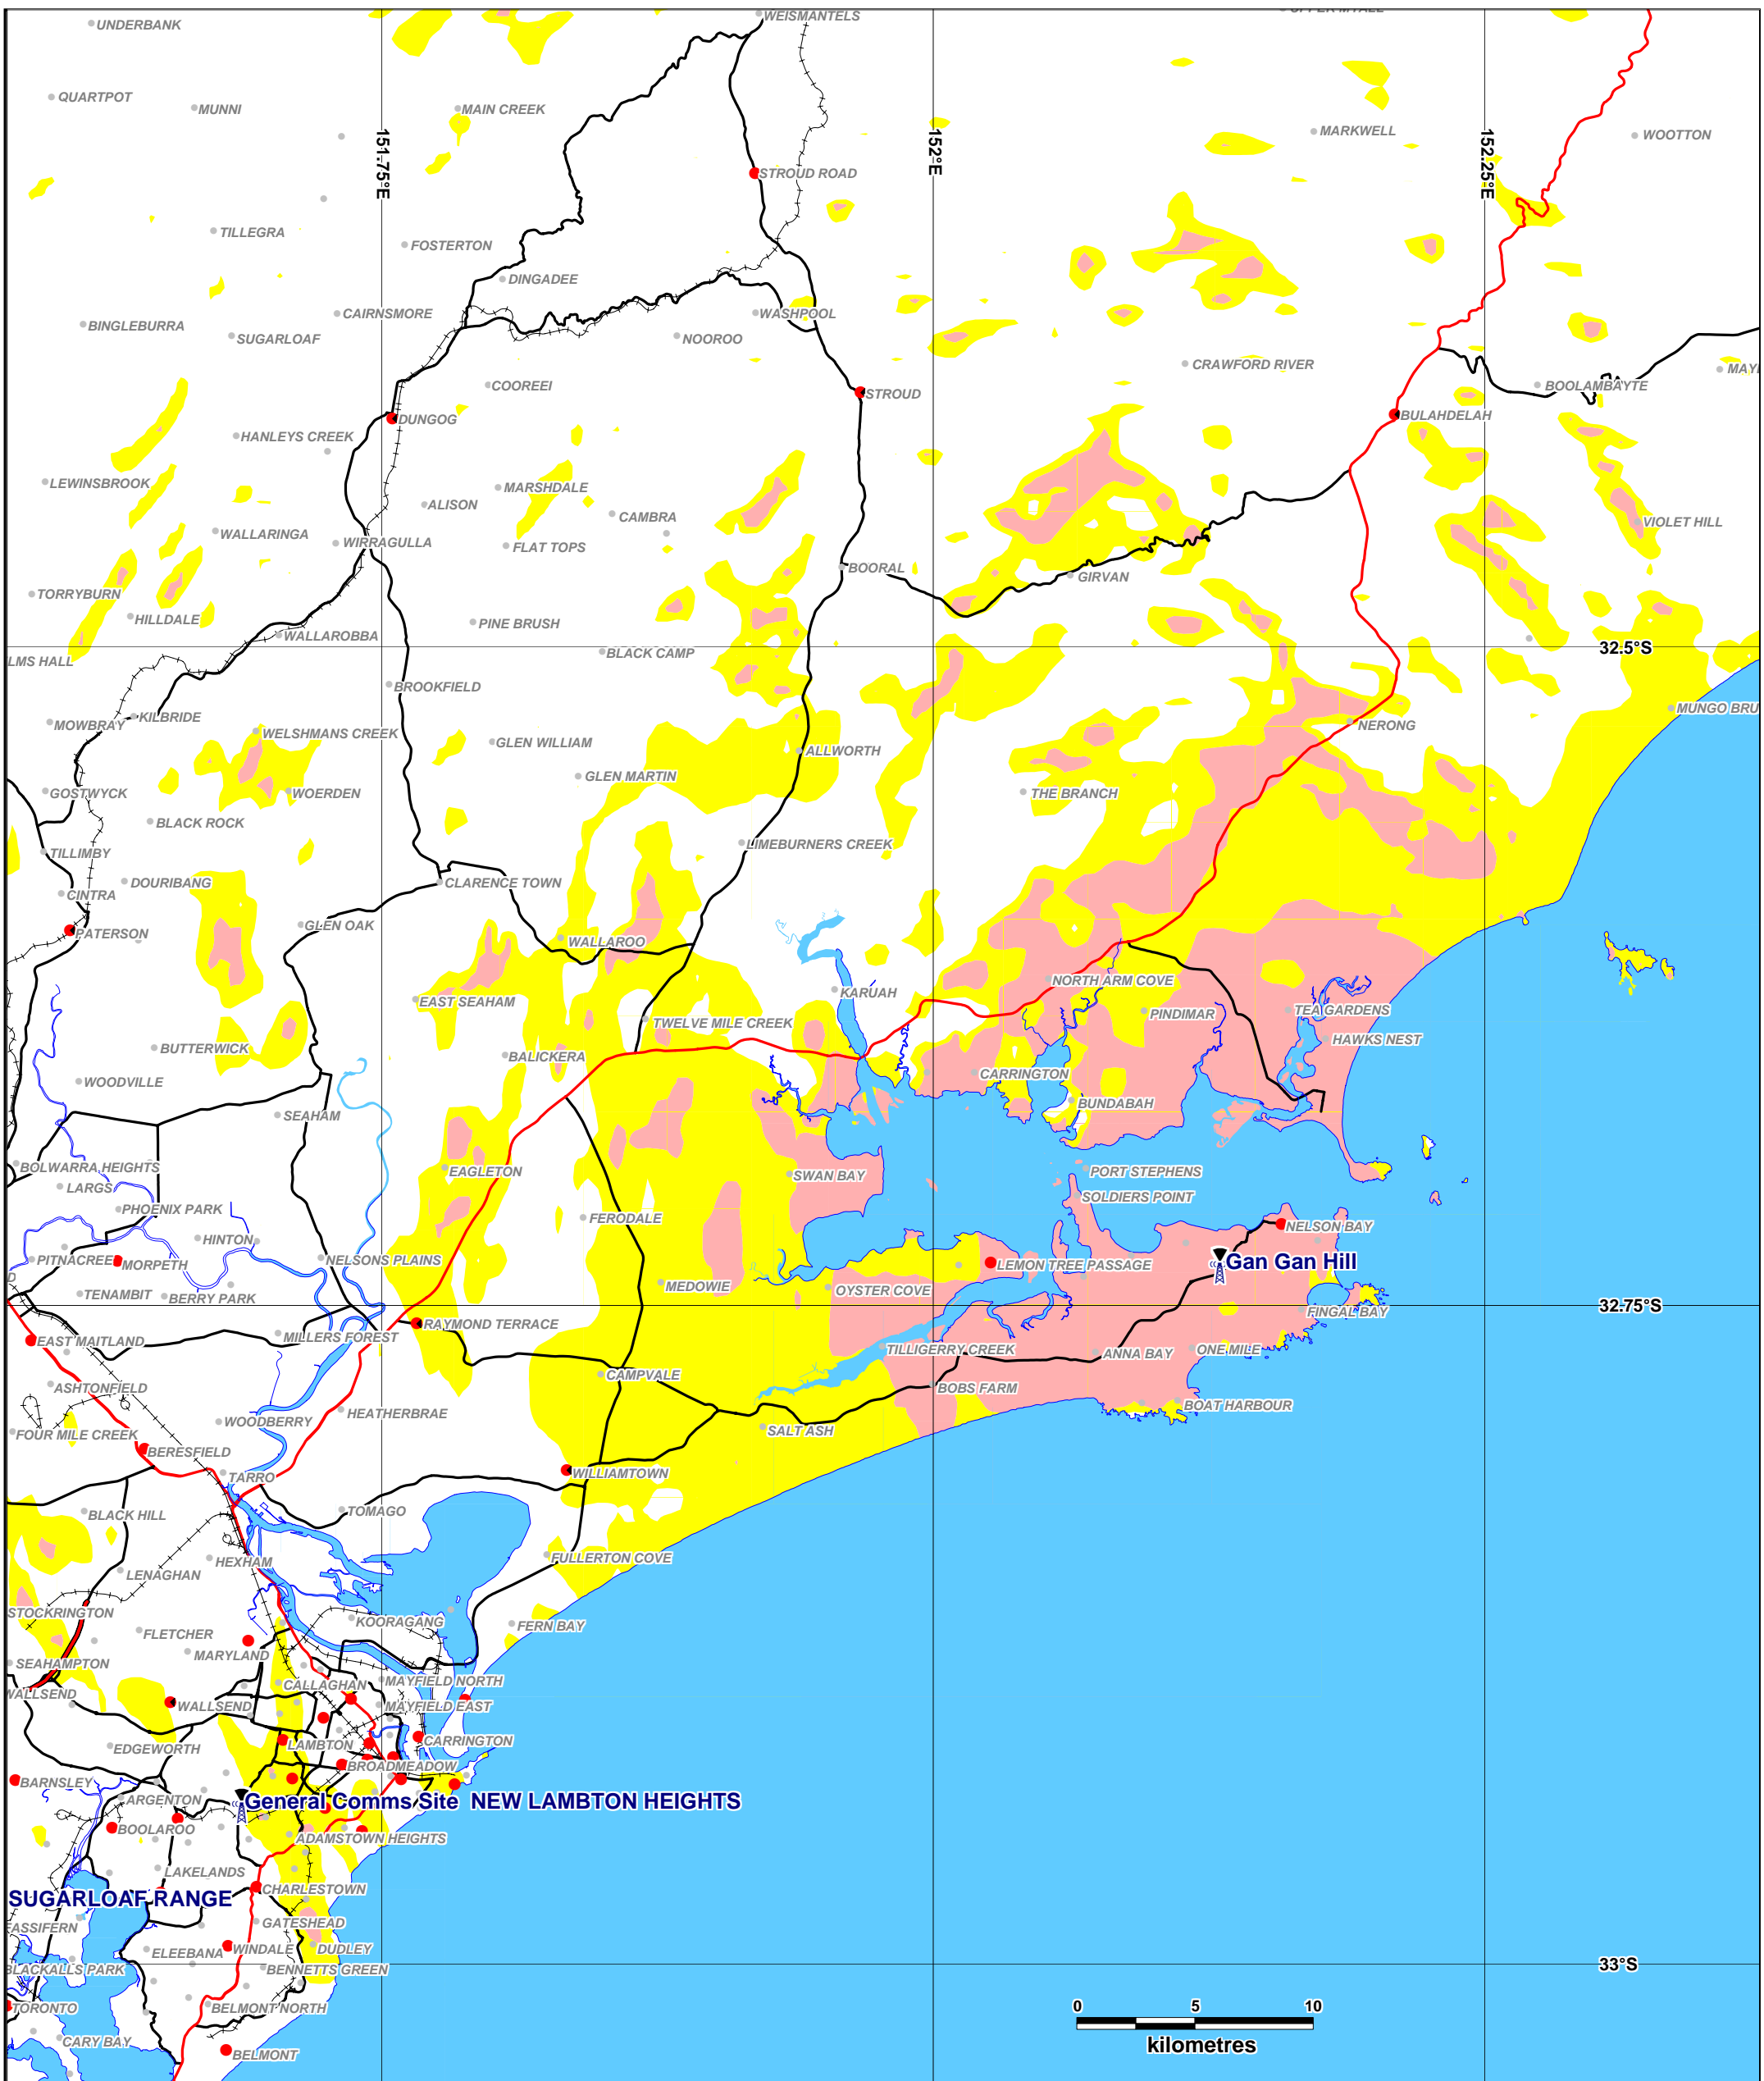 WEISMANTELS
UNDERBANK
QUARTPOT
MUNNI
MAIN CREEK
151.75°E
152°E
152.25°E
MARKWELL
WOOTTON
STROUD ROAD
TILLEGRA
FOSTERTON
DINGADEE
CAIRNSMORE
WASHPOOL
BINGLEBURRA
SUGARLOAF
NOOROO
CRAWFORD RIVER
MAY
COOREEI
BOOLAMBAYTE
STROUD
DUNGOG
BULAHDELAH
HANLEYS CREEK
LEWINSBROOK
MARSHDALE
ALISON
CAMBRA
VIOLET HILL
WALLARINGA
WIRRAGULLA
FLAT TOPS
BOORAL
GIRVAN
TORRYBURN
HILLDALE
PINE BRUSH
WALLAROBBA
32.5°S
LMS HALL
BLACK CAMP
BROOKFIELD
MUNGO BRU
KILBRIDE
MOWBRAY
NERONG
WELSHMANS CREEK
GLEN WILLIAM
ALLWORTH
GLEN MARTIN
GOSTWYCK
WOERDEN
THE BRANCH
BLACK ROCK
LIMEBURNERS CREEK
TILLIMBY
DOURIBANG
CLARENCE TOWN
CINTRA
GLEN OAK
PATERSON
WALLAROO
NORTH ARM COVE
KARUAH
EAST SEAHAM
PINDIMAR
TEA GARDENS
TWELVE MILE CREEK
HAWKS NEST
BUTTERWICK
BALICKERA
CARRINGTON
WOODVILLE
BUNDABAH
SEAHAM
BOLWARRA HEIGHTS
EAGLETON
PORT STEPHENS
SWAN BAY
LARGS
SOLDIERS POINT
PHOENIX PARK
FERODALE
NELSON BAY
HINTON
PITNACREE
MORPETH
NELSONS PLAINS
LEMON TREE PASSAGE
Gan Gan Hill
D
MEDOWIE
OYSTER COVE
TENAMBIT
BERRY PARK
32.75°S
FINGAL BAY
RAYMOND TERRACE
EAST MAITLAND
MILLERS FOREST
TILLIGERRY CREEK
ANNA BAY
ONE MILE
CAMPVALE
ASHTONFIELD
BOBS FARM
BOAT HARBOUR
HEATHERBRAE
WOODBERRY
SALT ASH
FOUR MILE CREEK
BERESFIELD
TARRO
WILLIAMTOWN
BLACK HILL
TOMAGO
HEXHAM
FULLERTON COVE
LENAGHAN
STOCKRINGTON
KOORAGANG
FERN BAY
FLETCHER
MARYLAND
SEAHAMPTON
CALLAGHAN
MAYFIELD NORTH
WALLSEND
WALLSEND
MAYFIELD EAST
CARRINGTON
EDGEWORTH
LAMBTON
BROADMEADOW
BARNSLEY
ARGENTON
General Comms Site NEW LAMBTON HEIGHTS
BOOLAROO
ADAMSTOWN HEIGHTS
LAKELANDS
CHARLESTOWN
SUGARLOAF RANGE
GATESHEAD
FASSIFERN
ELEEBANA
WINDALE
DUDLEY
33°S
BLACKALLS PARK
BENNETTS GREEN
TORONTO
BELMONT NORTH
0 5 10
CARY BAY
kilometres
BELMONT